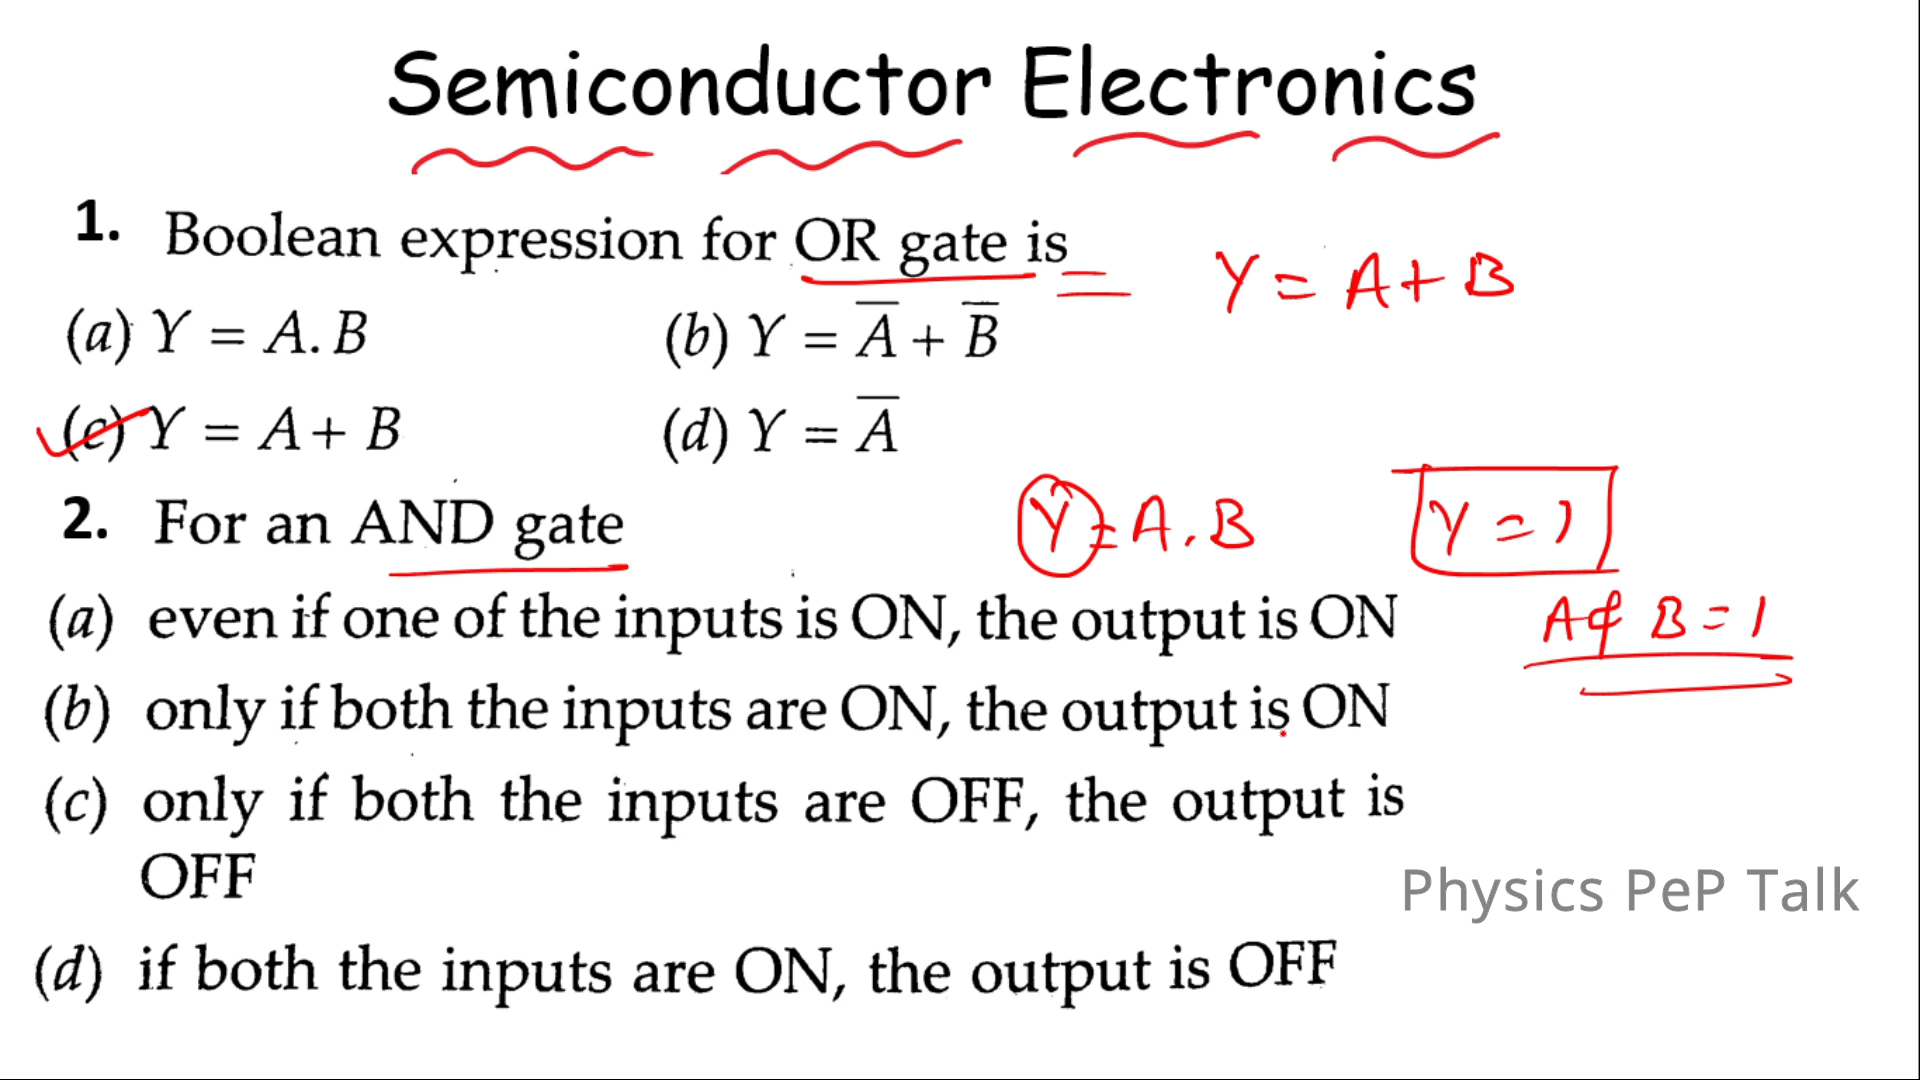 Semiconductor Electronics
1. Boolean expression for OR gate is = Y = A + B
(a) Y = A. B (b) Y = A̅ + B̅
(c) Y = A + B (d) Y = A̅
2. For an AND gate Y = A . B Y = 1
(a) even if one of the inputs is ON, the output is ON A & B = 1
(b) only if both the inputs are ON, the output is ON
(c) only if both the inputs are OFF, the output is
OFF
Physics PeP Talk
(d) if both the inputs are ON, the output is OFF